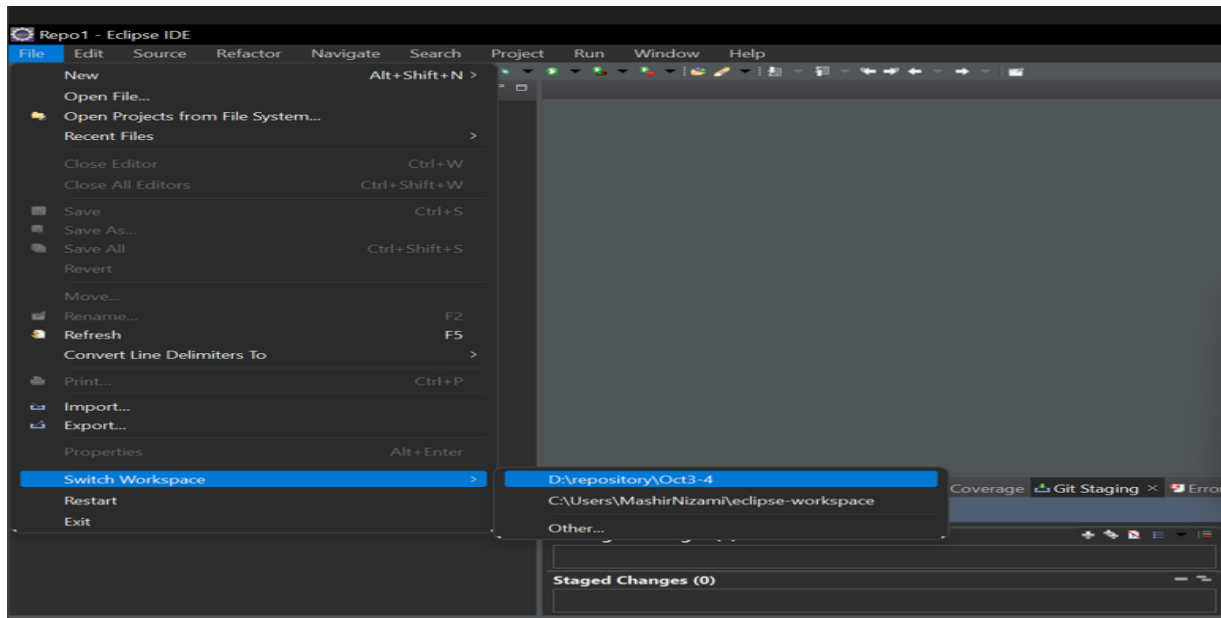 Repo1 - Eclipse IDE
File Edit Source Refactor Navigate Search Project Run Window Help
New Alt+Shift+N >
Open File...
Open Projects from File System...
Recent Files >
Close Editor Ctrl+W
Close All Editors Ctrl+Shift+W
Save Ctrl+S
Save As...
Save All Ctrl+Shift+S
Revert
Move...
Rename... F2
Refresh F5
Convert Line Delimiters To >
Print... Ctrl+P
Import...
Export...
Properties Alt+Enter
Switch Workspace >
Restart
Exit
D:\repository\Oct3-4
C:\Users\MashirNizami\eclipse-workspace
Other...
Coverage Git Staging ×
Staged Changes (0)